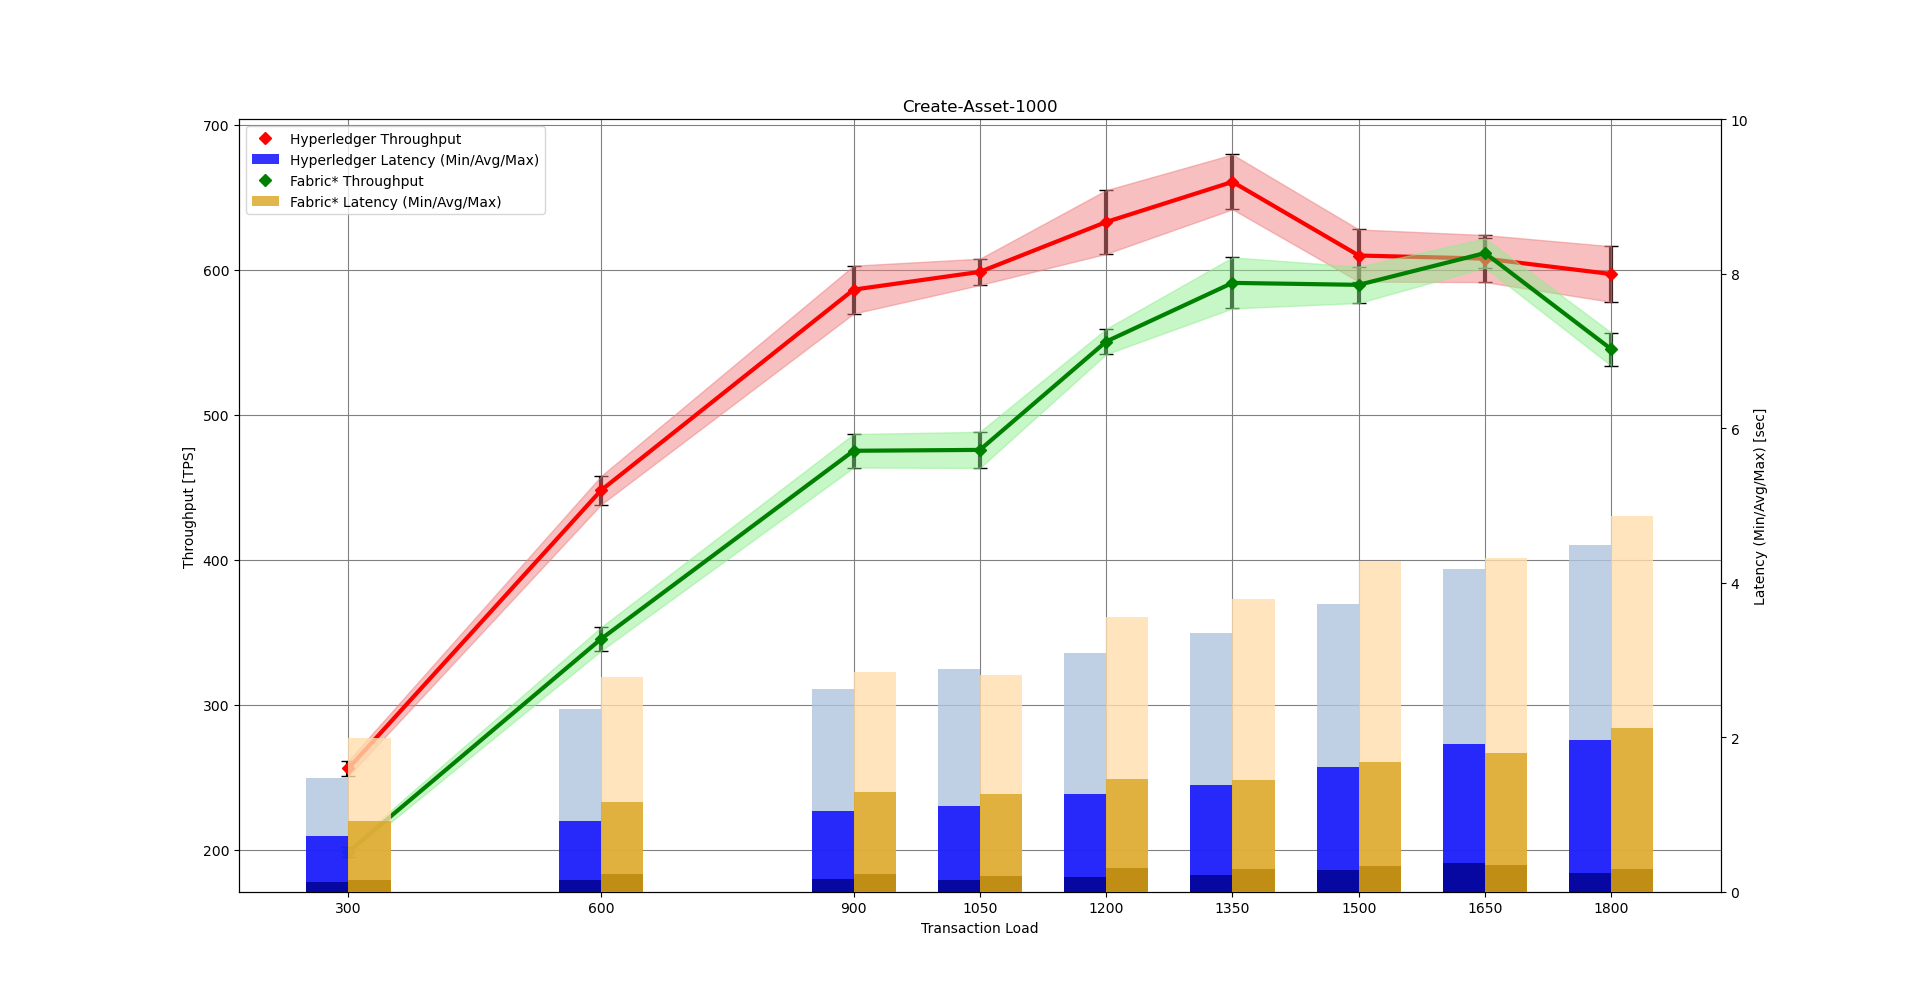 Create-Asset-1000
Hyperledger Throughput
Hyperledger Latency (Min/Avg/Max)
Fabric* Throughput
Fabric* Latency (Min/Avg/Max)
Throughput [TPS]
700
600
500
400
300
200
10
8
6
4
2
0
Latency (Min/Avg/Max) [sec]
300 600 900 1050 1200 1350 1500 1650 1800
Transaction Load